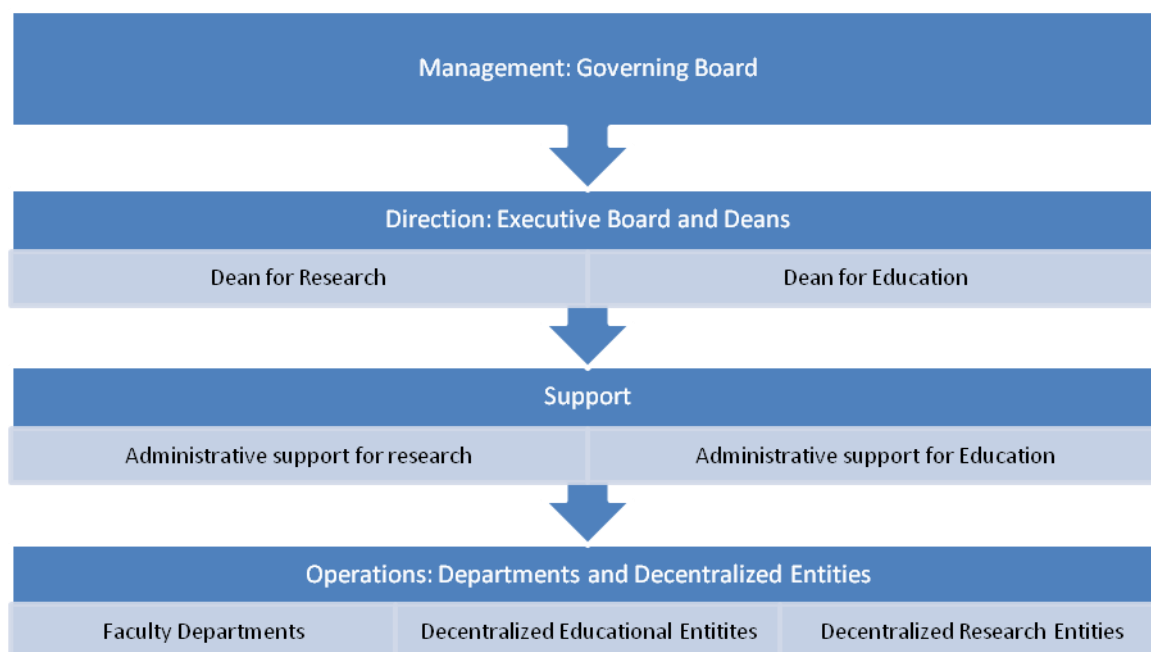 Management: Governing Board
Direction: Executive Board and Deans
Dean for Research
Dean for Education
Support
Administrative support for research
Administrative support for Education
Operations: Departments and Decentralized Entities
Faculty Departments
Decentralized Educational Entitites
Decentralized Research Entities